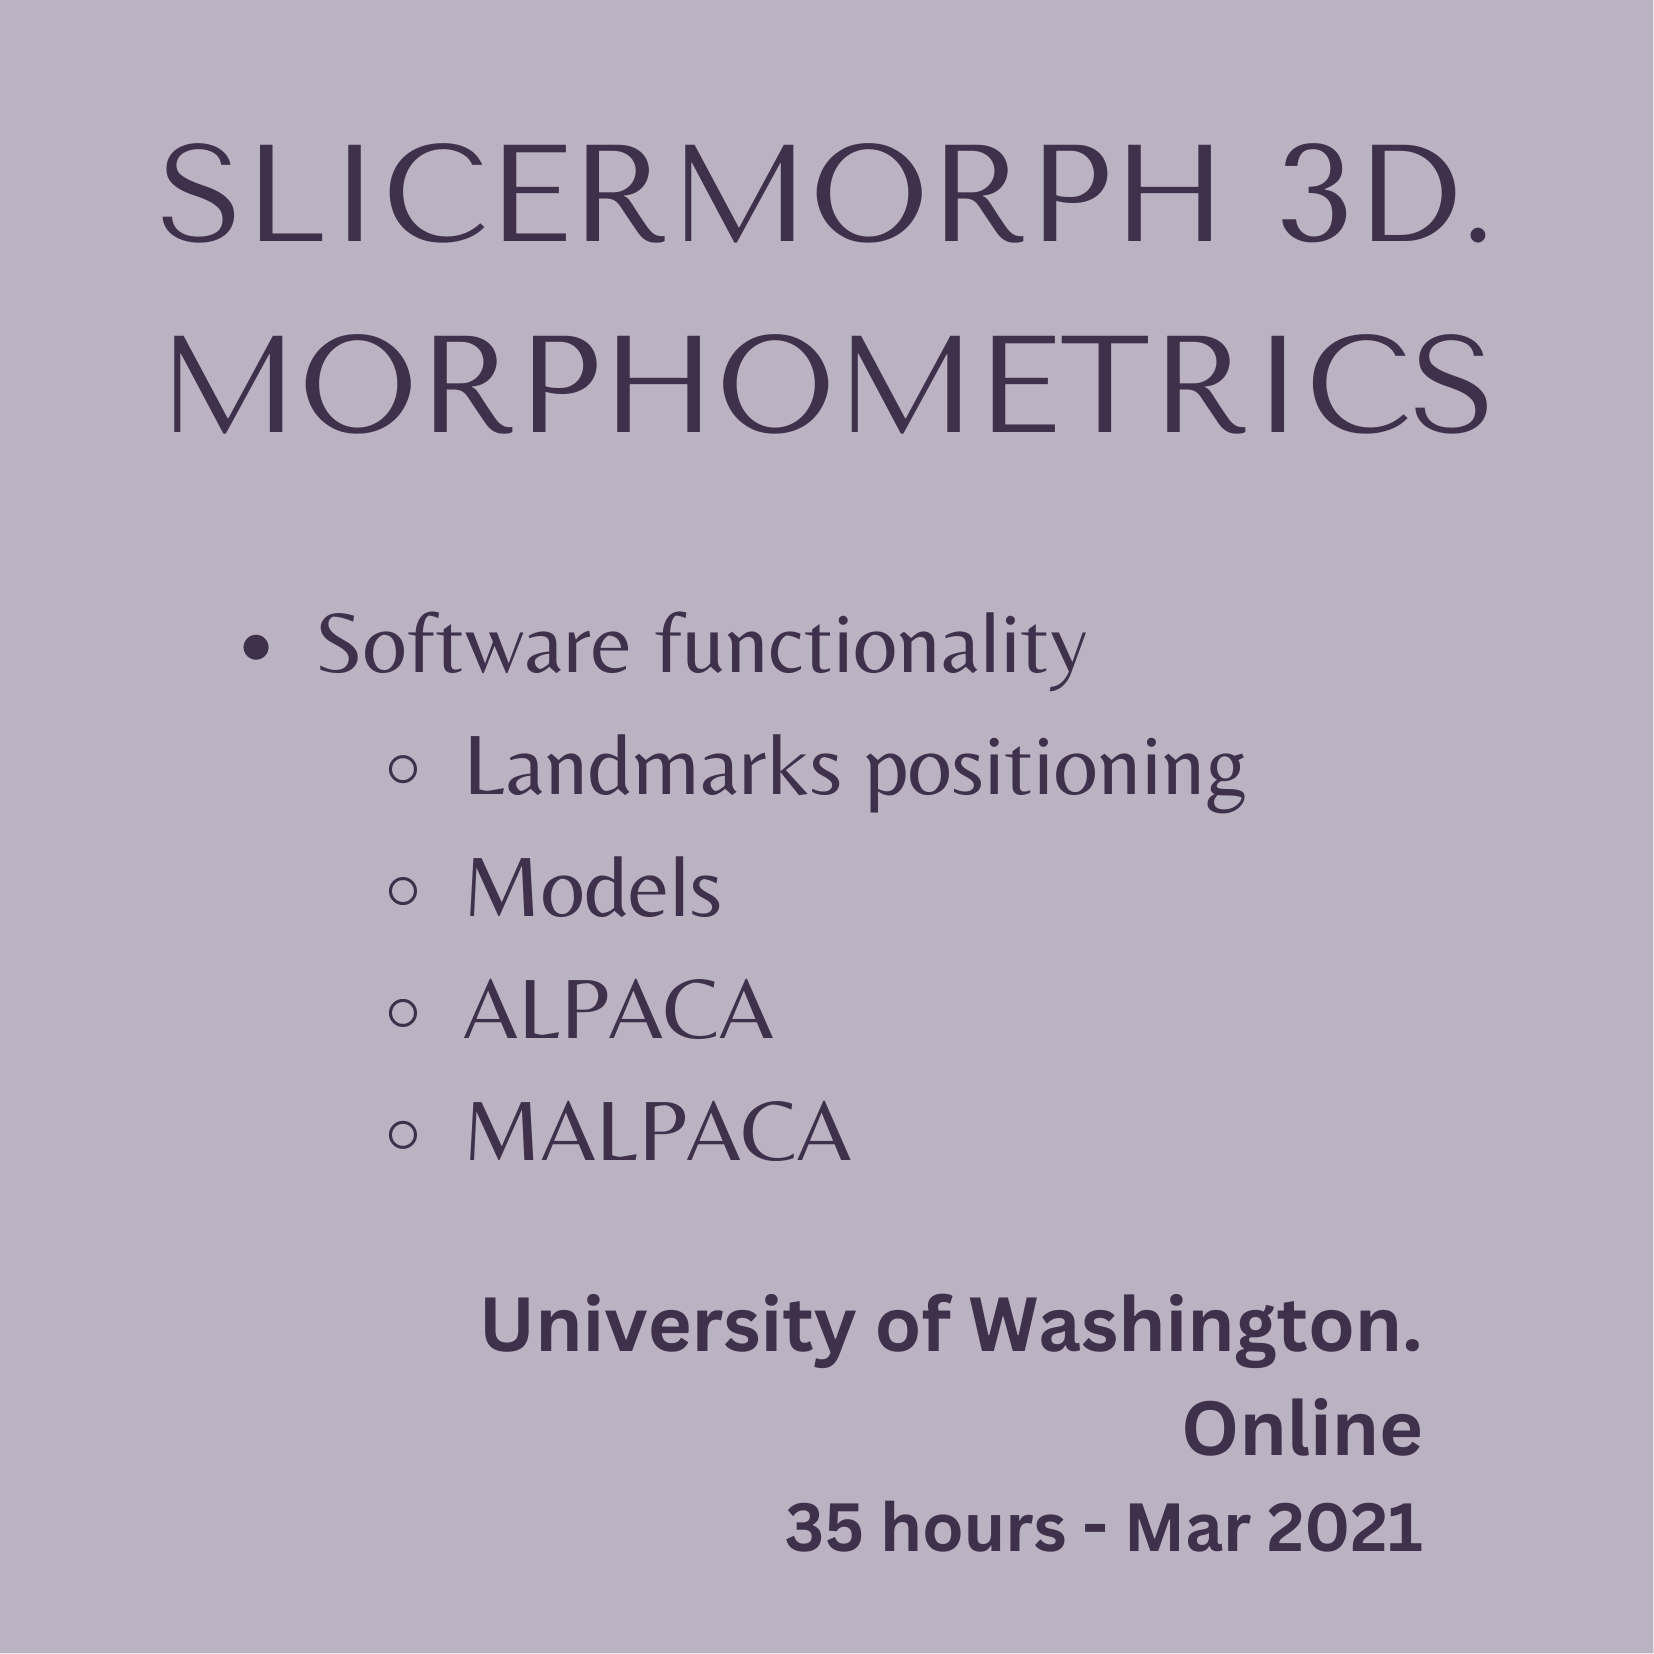 SLICERMORPH 3D.
MORPHOMETRICS
• Software functionality
◦ Landmarks positioning
◦ Models
◦ ALPACA
◦ MALPACA
University of Washington.
Online
35 hours - Mar 2021